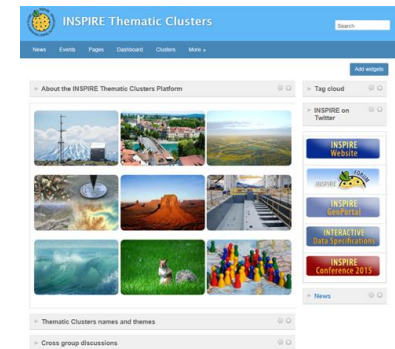 INSPIRE Thematic Clusters
Search
News Events Pages Dashboard Clusters More
Add widgets
About the INSPIRE Thematic Clusters Platform
Tag cloud
INSPIRE on
Twitter
INSPIRE
Website
INSPIRE FORUM
INSPIRE
GeoPortal
INTERACTIVE
Data Specifications
INSPIRE
Conference 2015
News
Thematic Clusters names and themes
Cross group discussions